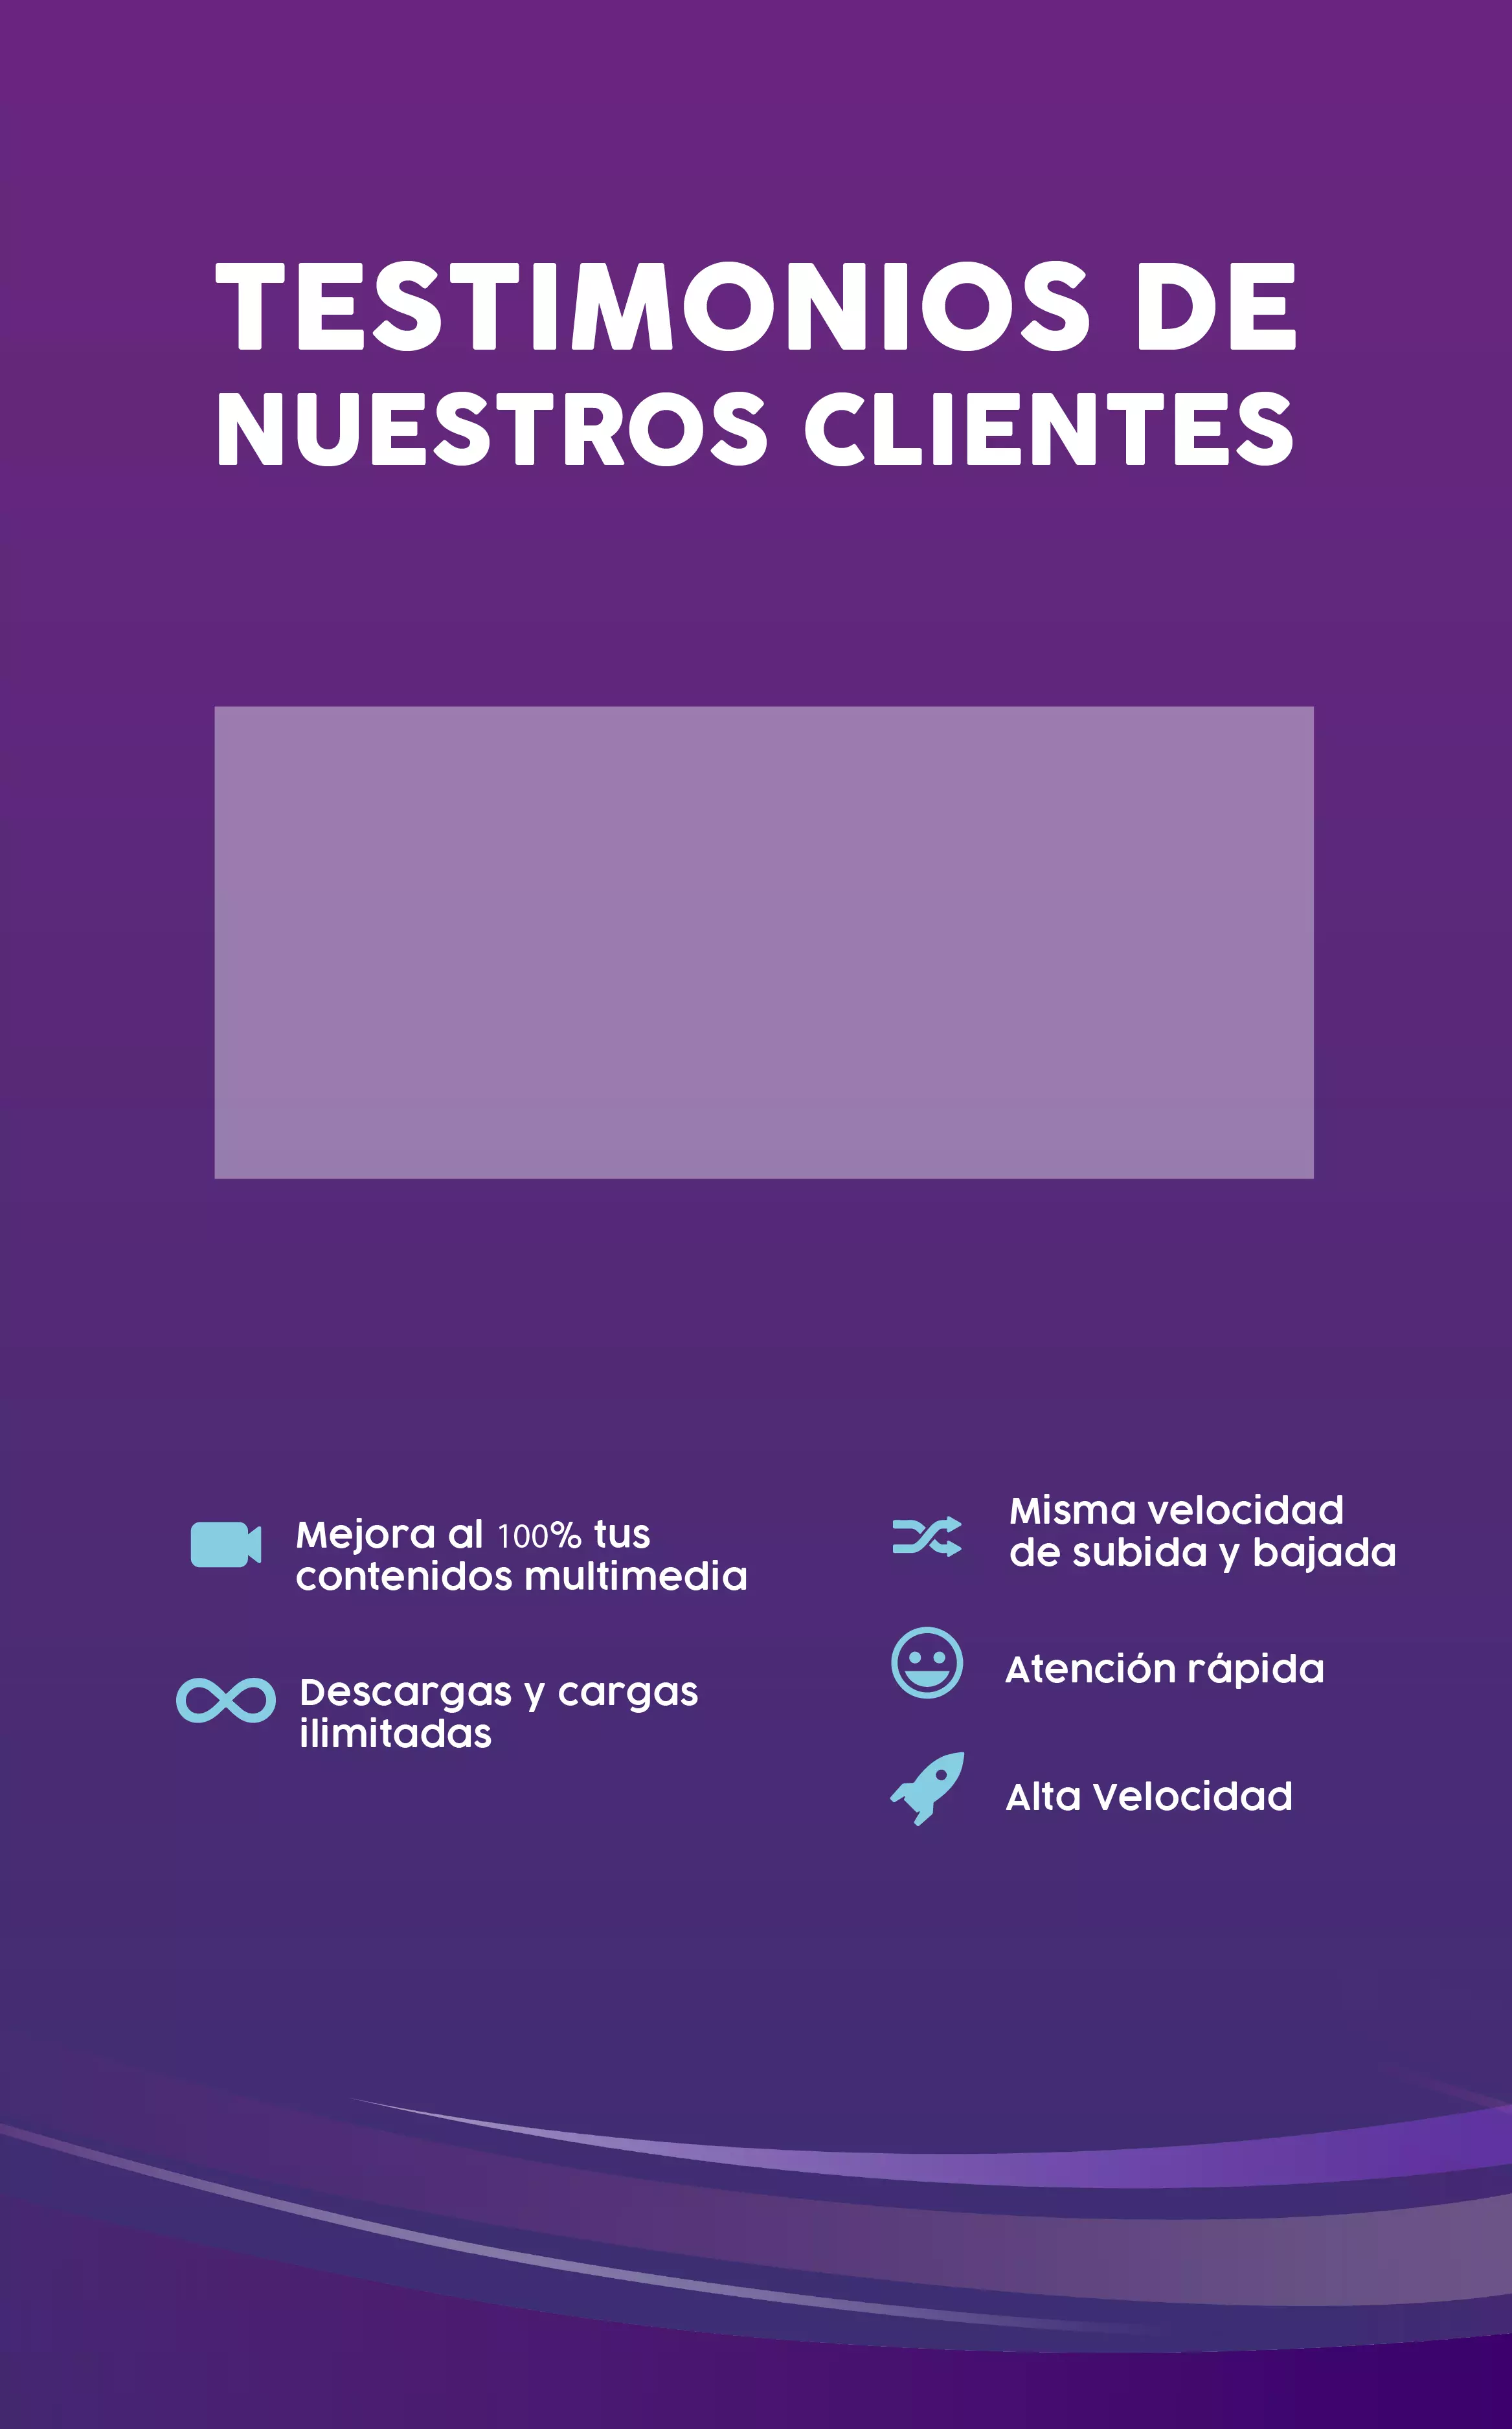 TESTIMONIOS DE
NUESTROS CLIENTES
Mejora al 100% tus
contenidos multimedia
Descargas y cargas
ilimitadas
Misma velocidad
de subida y bajada
Atención rápida
Alta Velocidad